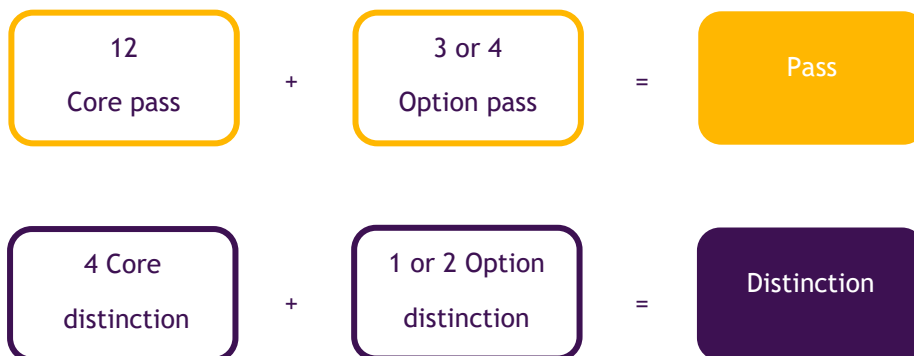 12
Core pass
+
3 or 4
Option pass
=
Pass
4 Core
distinction
+
1 or 2 Option
distinction
=
Distinction